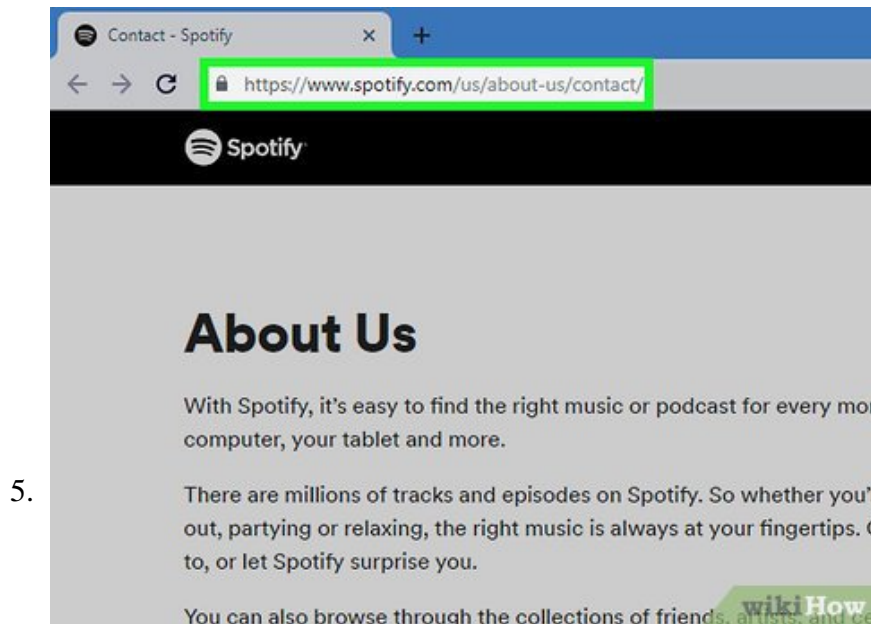 Contact - Spotify
https://www.spotify.com/us/about-us/contact/
Spotify
About Us
With Spotify, it's easy to find the right music or podcast for every
computer, your tablet and more.
5.
There are millions of tracks and episodes on Spotify. So whether you'
out, partying or relaxing, the right music is always at your fingertips.
to, or let Spotify surprise you.
You can also browse through the collections of friends, artists, and
wikiHow